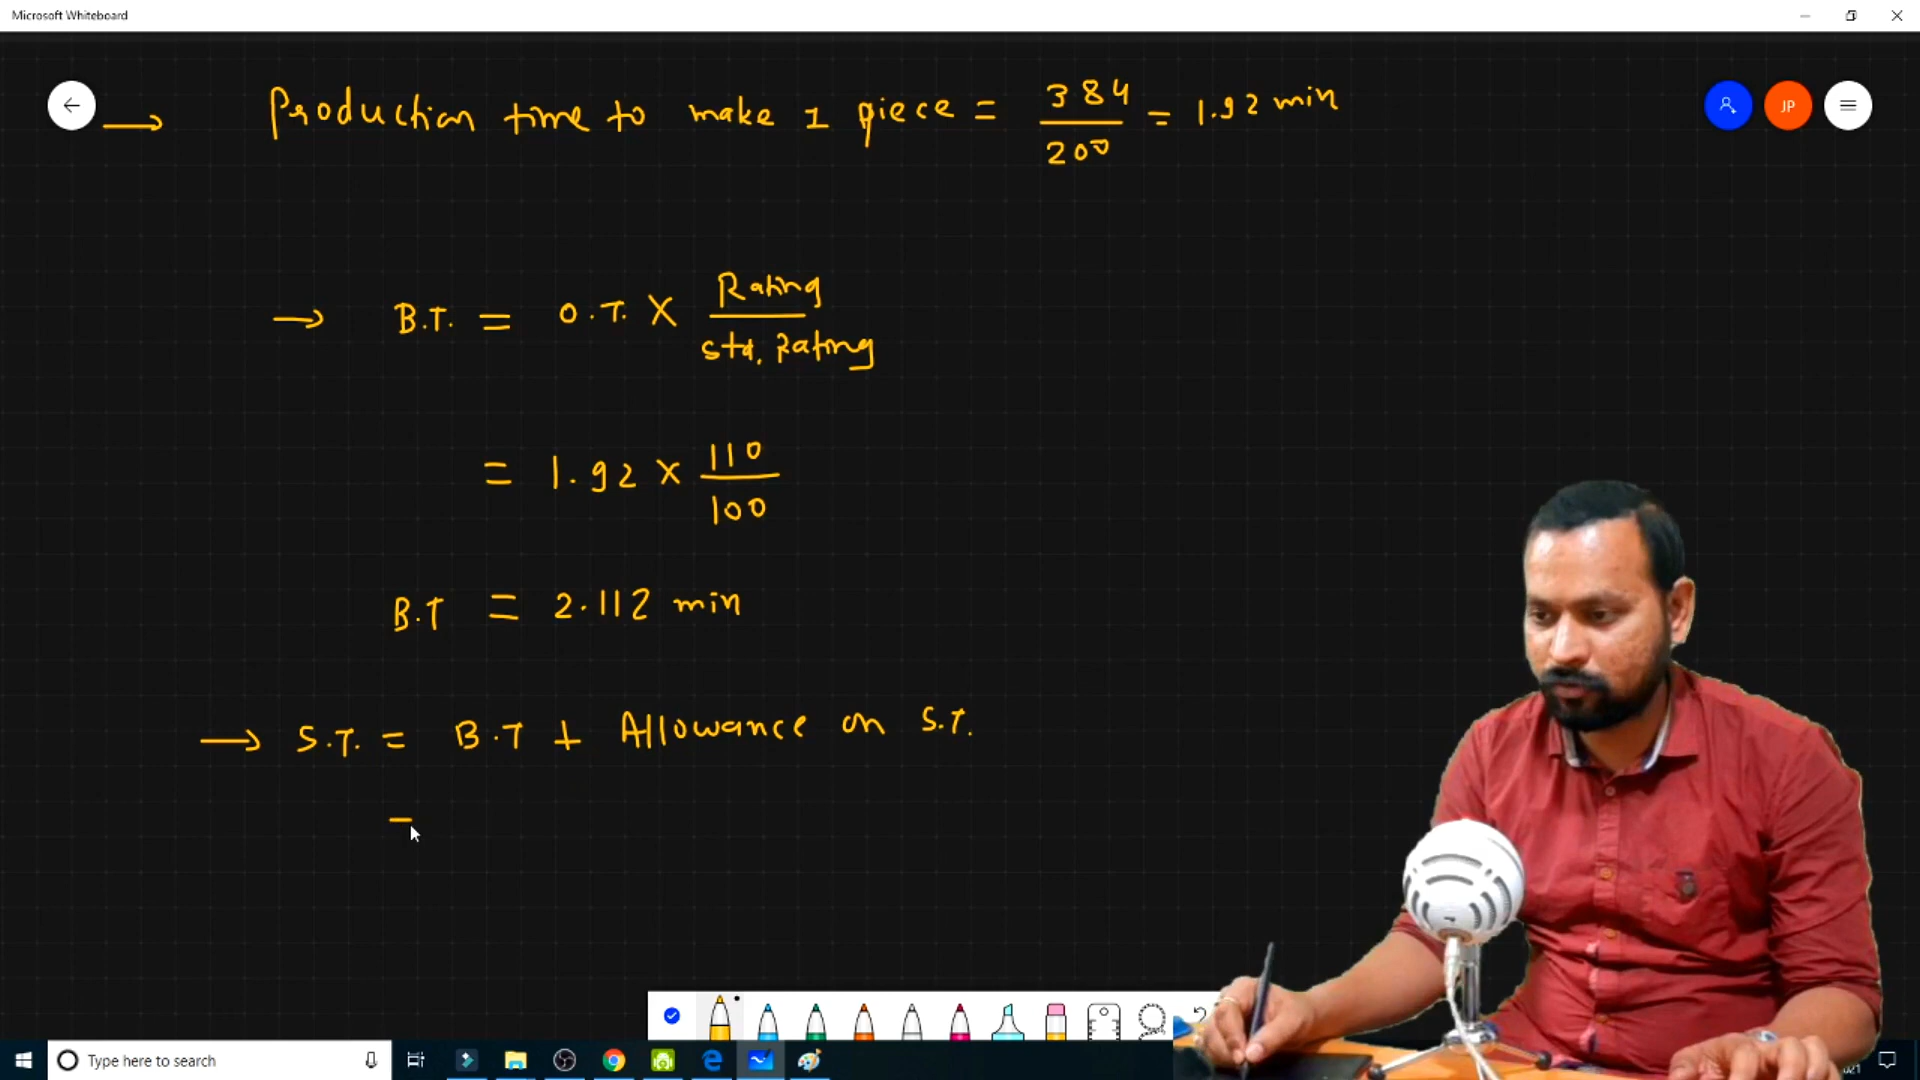 Microsoft Whiteboard
JP
→ Production time to make 1 piece = 384/200 = 1.92 min
→ B.T. = O.T. × Rating/std. Rating
= 1.92 × 110/100
B.T = 2.112 min
→ S.T. = B.T + Allowance on S.T.
Type here to search